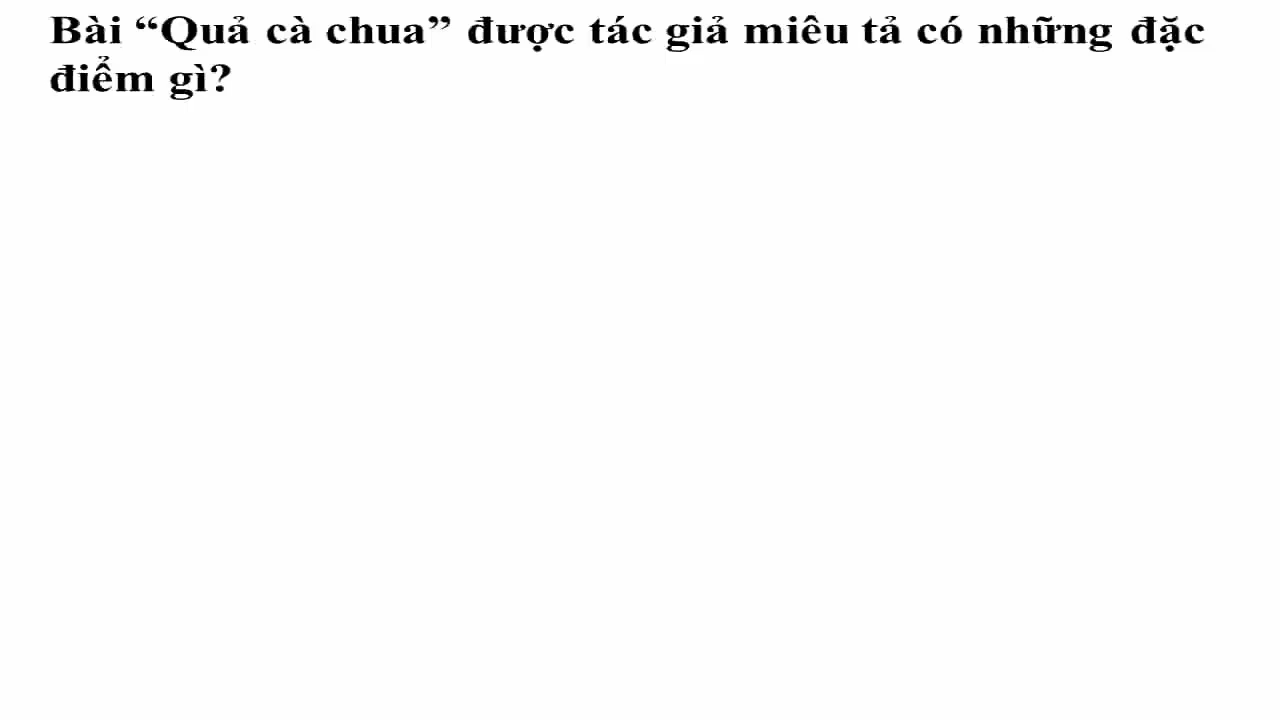 Bài “Quả cà chua” được tác giả miêu tả có những đặc
điểm gì?